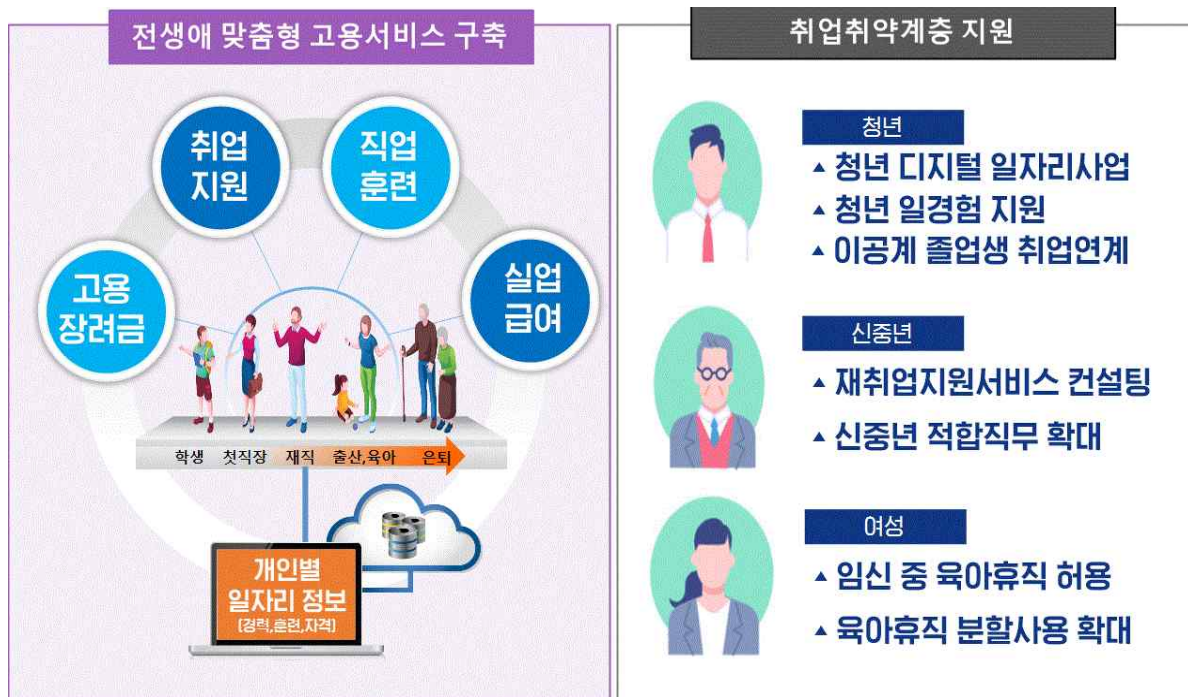 전생애 맞춤형 고용서비스 구축
취업
지원
직업
훈련
고용
장려금
실업
급여
학생 첫직장 재직 출산,육아 은퇴
개인별
일자리 정보
(경력,훈련,자격)
취업취약계층 지원
청년
▲ 청년 디지털 일자리사업
▲ 청년 일경험 지원
▲ 이공계 졸업생 취업연계
신중년
▲ 재취업지원서비스 컨설팅
▲ 신중년 적합직무 확대
여성
▲ 임신 중 육아휴직 허용
▲ 육아휴직 분할사용 확대